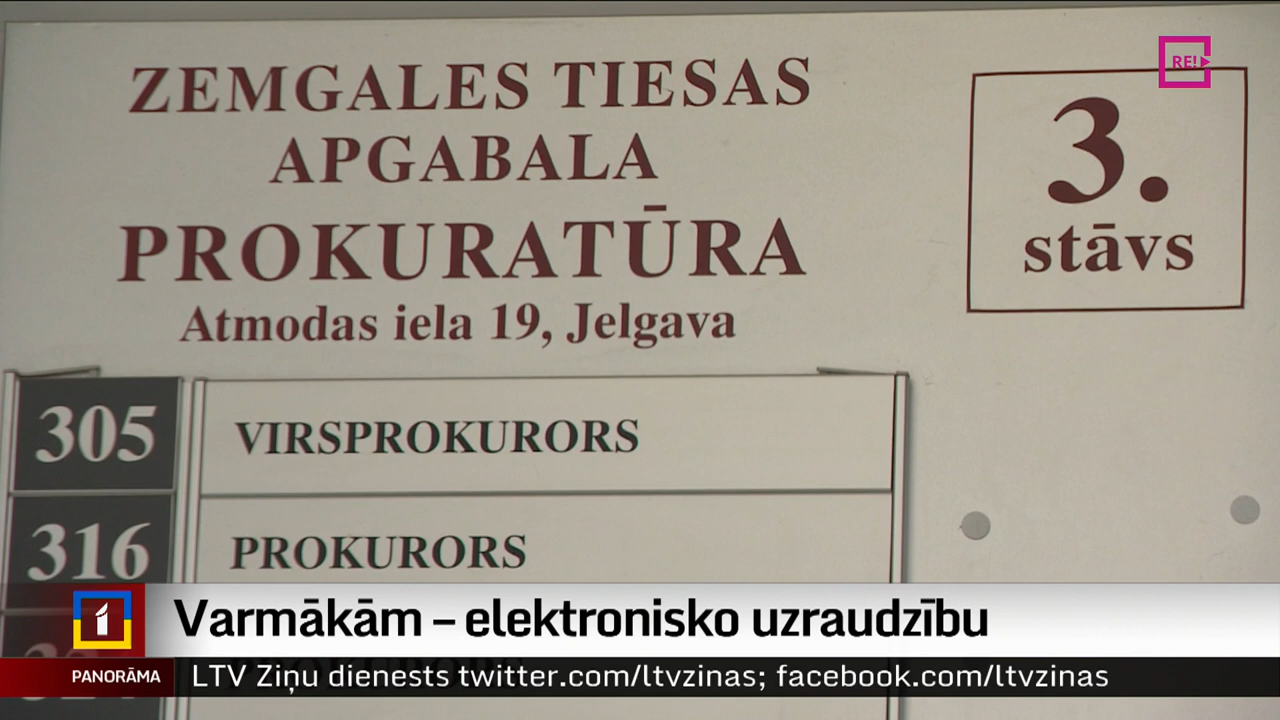 RE!
ZEMGALES TIESAS
APGABALA
PROKURATŪRA
Atmodas iela 19, Jelgava
3.
stāvs
305 VIRSPROKURORS
316 PROKURORS
1 Varmākām – elektronisko uzraudzību
PANORĀMA LTV Ziņu dienests twitter.com/ltvzinas; facebook.com/ltvzinas